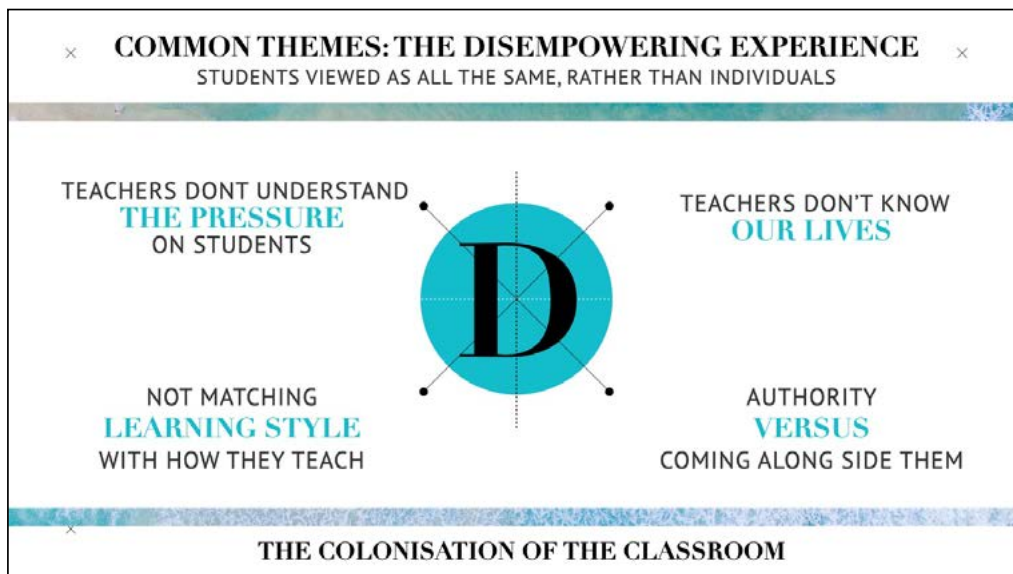 COMMON THEMES: THE DISEMPOWERING EXPERIENCE
STUDENTS VIEWED AS ALL THE SAME, RATHER THAN INDIVIDUALS
TEACHERS DONT UNDERSTAND
THE PRESSURE
ON STUDENTS
TEACHERS DON'T KNOW
OUR LIVES
D
NOT MATCHING
LEARNING STYLE
WITH HOW THEY TEACH
AUTHORITY
VERSUS
COMING ALONG SIDE THEM
THE COLONISATION OF THE CLASSROOM